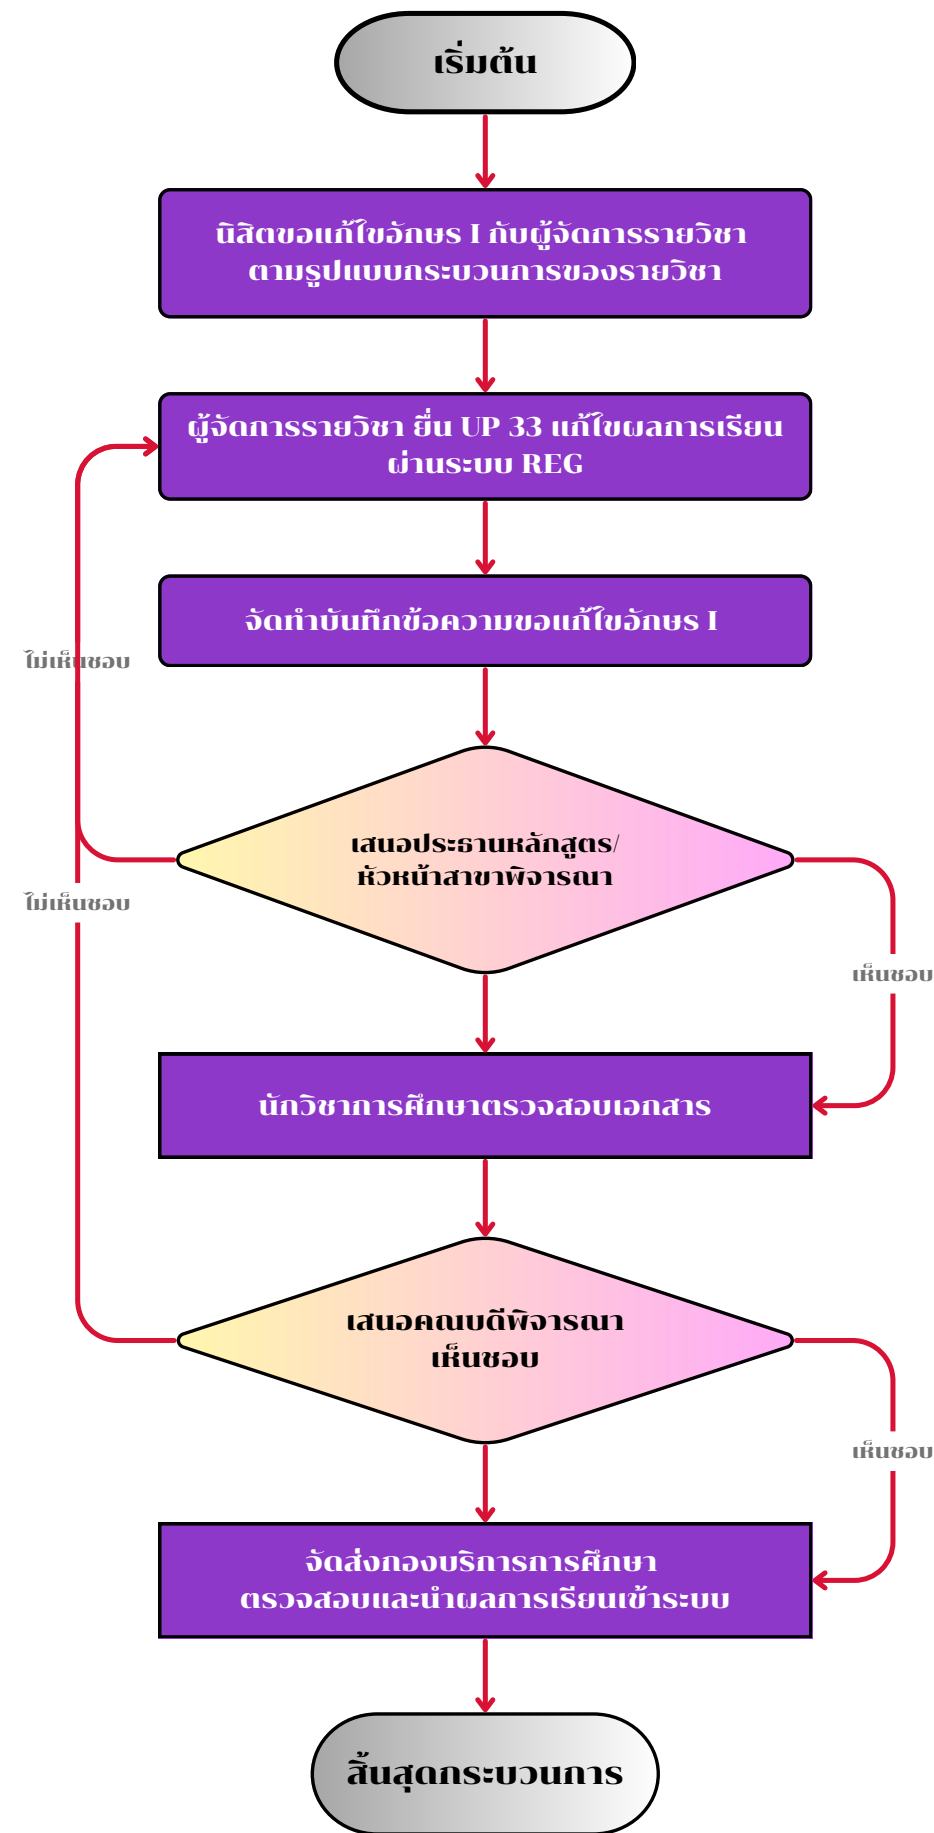 เริ่มต้น
นิสิตขอแก้ไขอักษร I กับผู้จัดการรายวิชา
ตามรูปแบบกระบวนการของรายวิชา
ผู้จัดการรายวิชา ยื่น UP 33 แก้ไขผลการเรียน
ผ่านระบบ REG
จัดทำบันทึกข้อความขอแก้ไขอักษร I
ไม่เห็นชอบ
เสนอประธานหลักสูตร/
หัวหน้าสาขาพิจารณา
ไม่เห็นชอบ
เห็นชอบ
นักวิชาการศึกษาตรวจสอบเอกสาร
เสนอคณบดีพิจารณา
เห็นชอบ
เห็นชอบ
จัดส่งกองบริการการศึกษา
ตรวจสอบและนำผลการเรียนเข้าระบบ
สิ้นสุดกระบวนการ